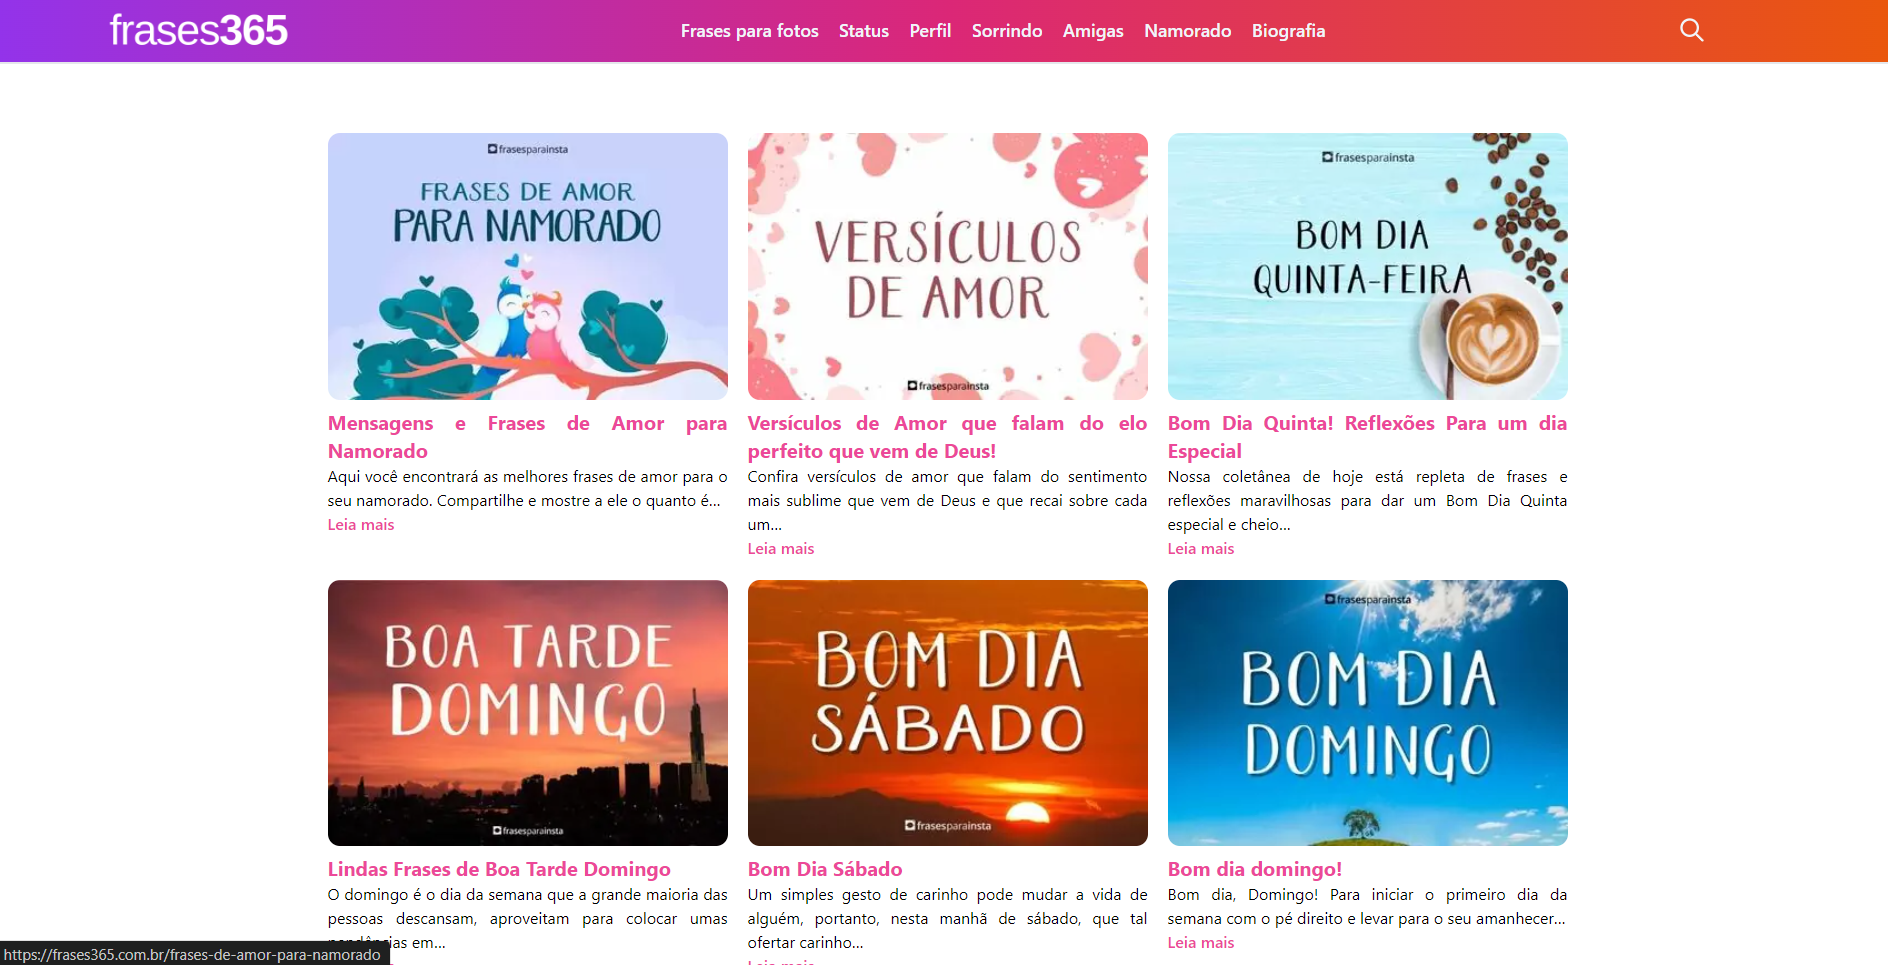 frases365
Frases para fotos Status Perfil Sorrindo Amigas Namorado Biografia
frasesparainsta
FRASES DE AMOR
PARA NAMORADO
Mensagens e Frases de Amor para
Namorado
Aqui você encontrará as melhores frases de amor para o
seu namorado. Compartilhe e mostre a ele o quanto é...
Leia mais
VERSÍCULOS
DE AMOR
frasesparainsta
Versículos de Amor que falam do elo
perfeito que vem de Deus!
Confira versículos de amor que falam do sentimento
mais sublime que vem de Deus e que recai sobre cada
um...
Leia mais
frasesparainsta
BOM DIA
QUINTA-FEIRA
Bom Dia Quinta! Reflexões Para um dia
Especial
Nossa coletânea de hoje está repleta de frases e
reflexões maravilhosas para dar um Bom Dia Quinta
especial e cheio...
Leia mais
BOA TARDE
DOMINGO
frasesparainsta
Lindas Frases de Boa Tarde Domingo
O domingo é o dia da semana que a grande maioria das
pessoas descansam, aproveitam para colocar umas
pendências em...
BOM DIA
SÁBADO
frasesparainsta
Bom Dia Sábado
Um simples gesto de carinho pode mudar a vida de
alguém, portanto, nesta manhã de sábado, que tal
ofertar carinho...
Leia mais
frasesparainsta
BOM DIA
DOMINGO
Bom dia domingo!
Bom dia, Domingo! Para iniciar o primeiro dia da
semana com o pé direito e levar para o seu amanhecer...
Leia mais
https://frases365.com.br/frases-de-amor-para-namorado